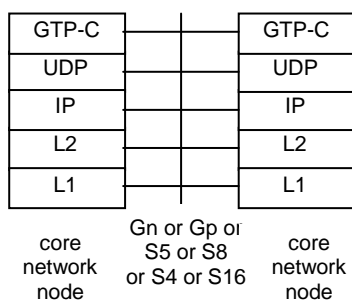 GTP-C GTP-C
UDP UDP
IP IP
L2 L2
L1 L1
core
network
node
Gn or Gp or
S5 or S8
or S4 or S16
core
network
node